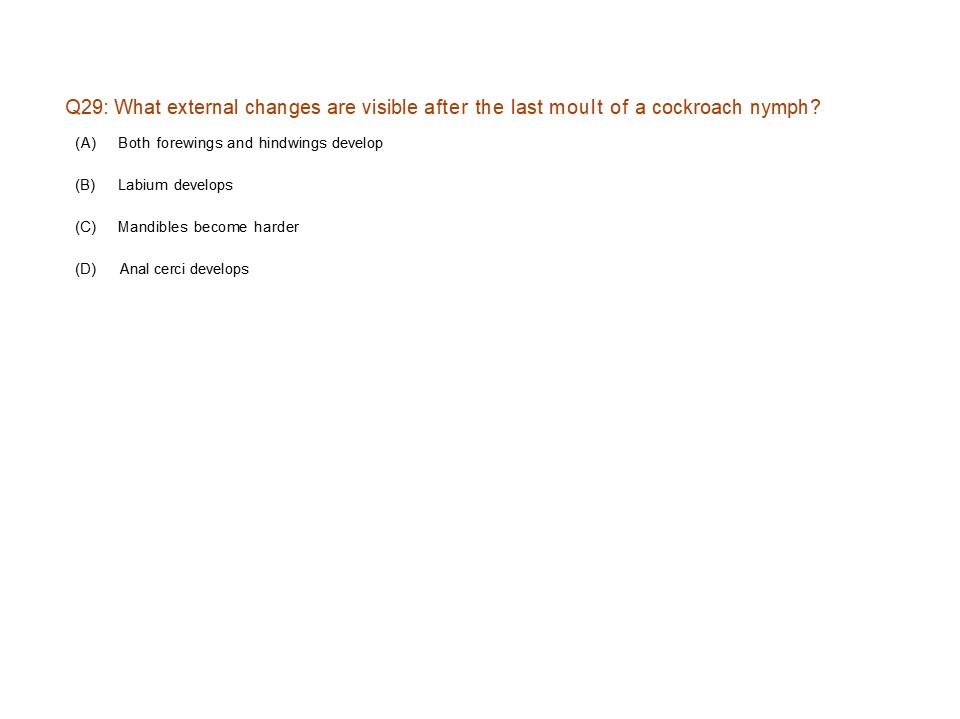 Q29: What external changes are visible after the last moult of a cockroach nymph?
(A) Both forewings and hindwings develop
(B) Labium develops
(C) Mandibles become harder
(D) Anal cerci develops